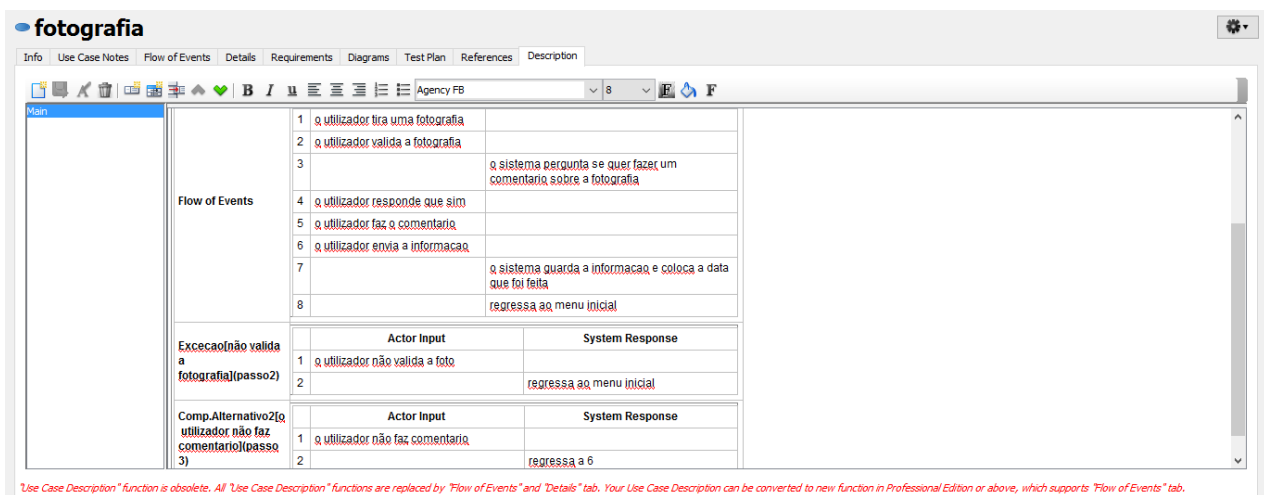 fotografia
Info Use Case Notes Flow of Events Details Requirements Diagrams Test Plan References Description
B I u Agency FB 8 F F
Main
1 o utilizador tira uma fotografia
2 o utilizador valida a fotografia
3 o sistema pergunta se quer fazer um
comentario sobre a fotografia
Flow of Events
4 o utilizador responde que sim
5 o utilizador faz o comentario
6 o utilizador envia a informacao
7 o sistema guarda a informacao e coloca a data
que foi feita
8 regressa ao menu inicial
Excecao[não valida
a
fotografia](passo2)
Actor Input System Response
1 o utilizador não valida a foto
2 regressa ao menu inicial
Comp.Alternativo2[o
utilizador não faz
comentario](passo
3)
Actor Input System Response
1 o utilizador não faz comentario
2 regressa a 6
"Use Case Description" function is obsolete. All "Use Case Description" functions are replaced by "Flow of Events" and "Details" tab. Your Use Case Description can be converted to new function in Professional Edition or above, which supports "Flow of Events" tab.